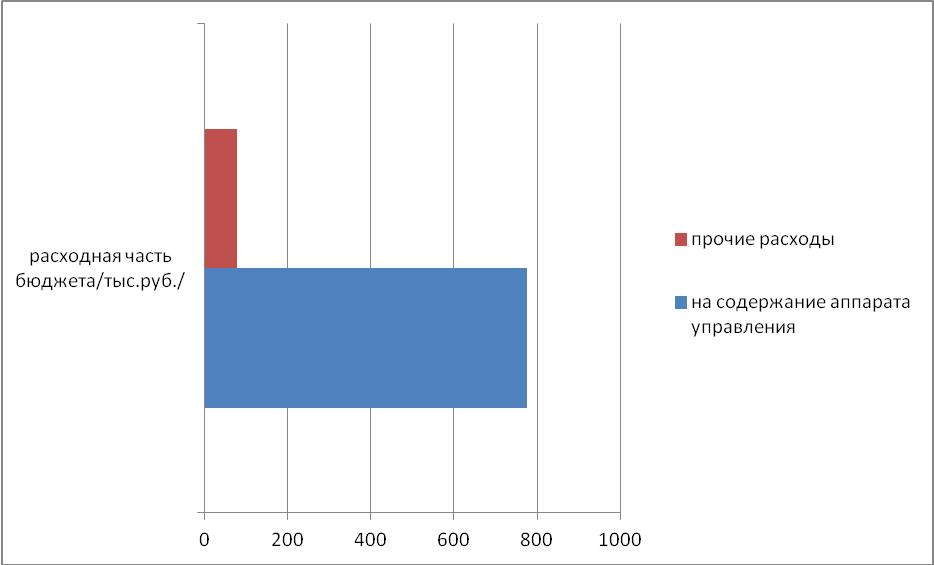 расходная часть
бюджета/тыс.руб./
прочие расходы
на содержание аппарата
управления
0 200 400 600 800 1000